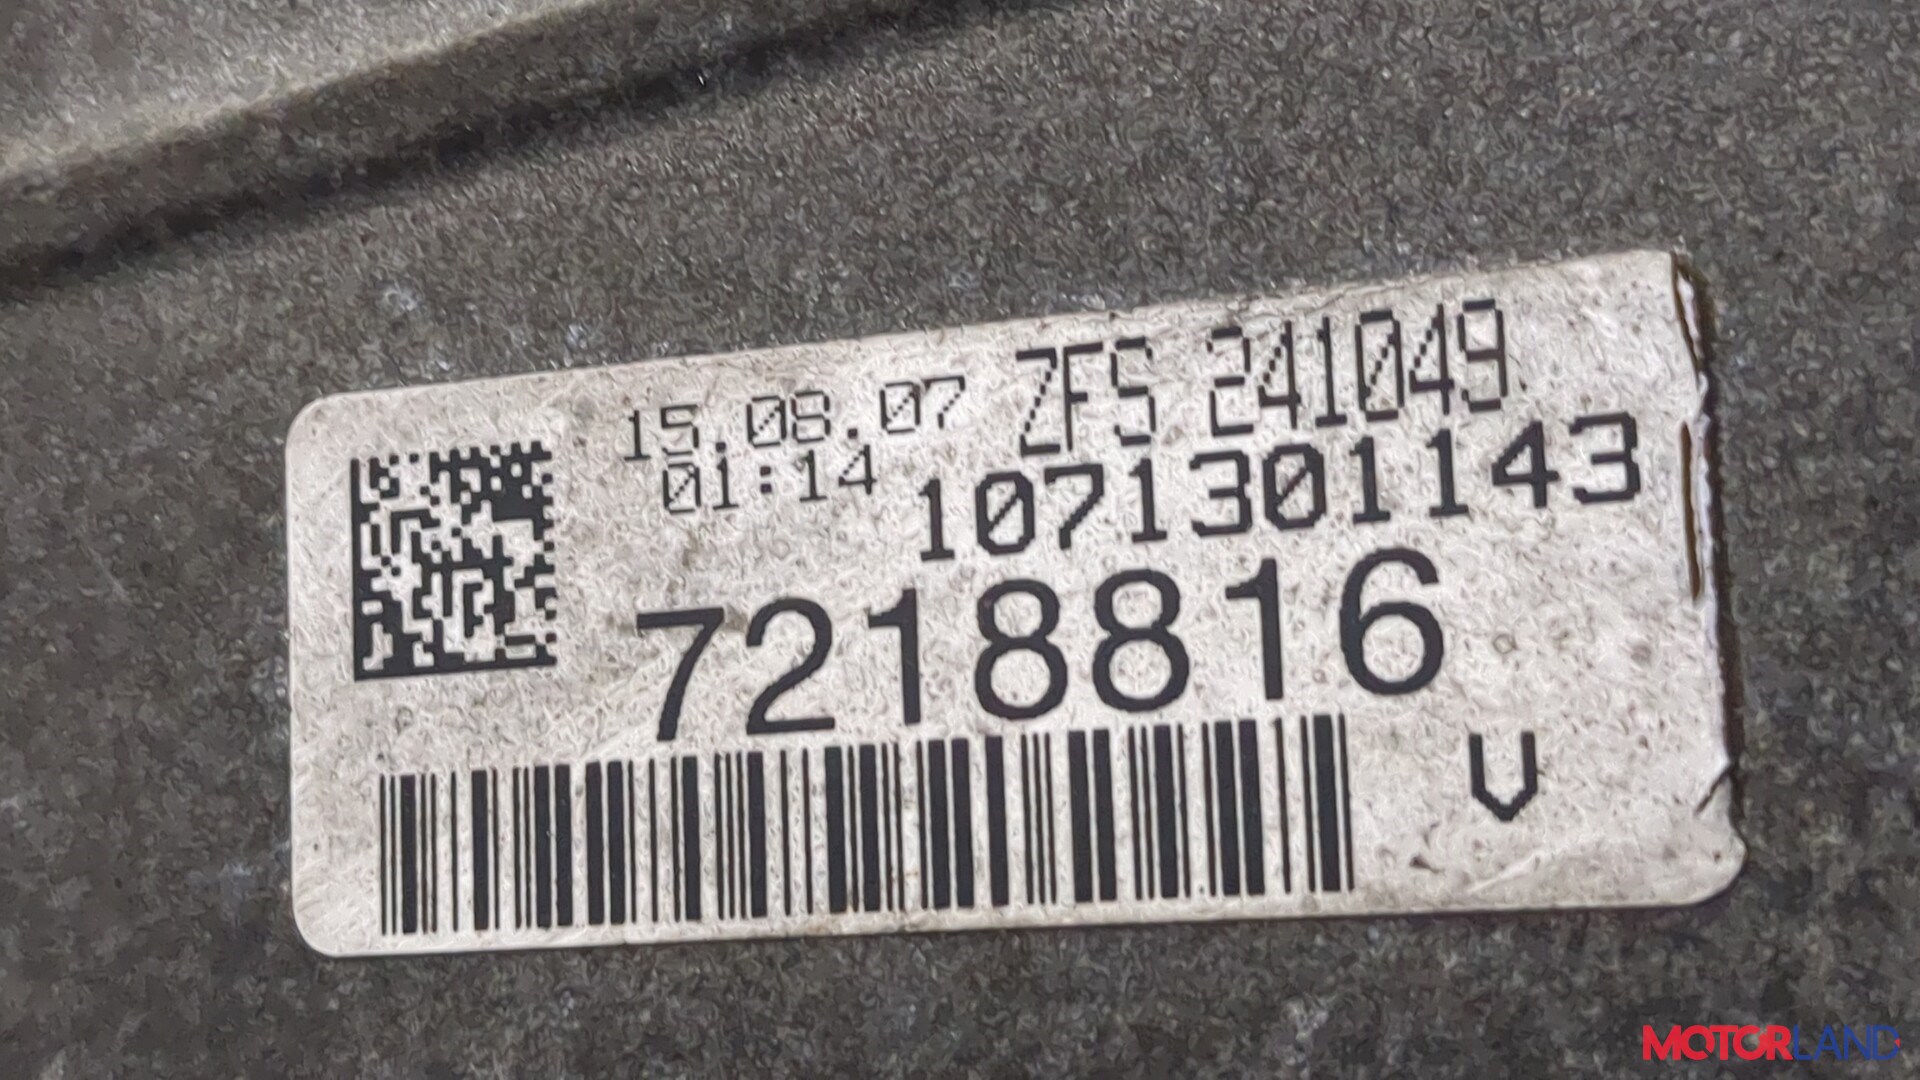 15.08.07 ZFS 241049
01:14 1071301143
7218816
V
MOTORLAND